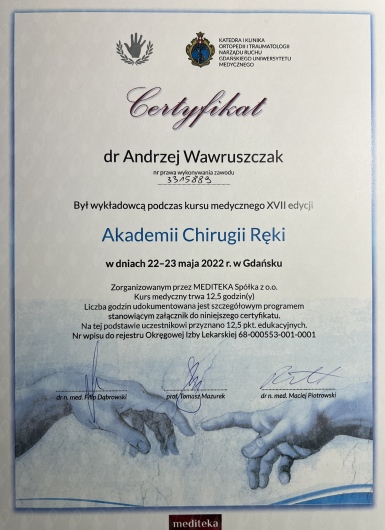 KATEDRA I KLINIKA
ORTOPEDII I TRAUMATOLOGII
NARZĄDU RUCHU
GDAŃSKIEGO UNIWERSYTETU
MEDYCZNEGO
Certyfikat
dr Andrzej Wawruszczak
nr prawa wykonywania zawodu
3315889
Był wykładowcą podczas kursu medycznego XVII edycji
Akademii Chirugii Ręki
w dniach 22–23 maja 2022 r. w Gdańsku
Zorganizowanym przez MEDITEKA Spółka z o.o.
Kurs medyczny trwa 12,5 godzin(y)
Liczba godzin udokumentowana jest szczegółowym programem
stanowiącym załącznik do niniejszego certyfikatu.
Na tej podstawie uczestnikowi przyznano 12,5 pkt. edukacyjnych.
Nr wpisu do rejestru Okręgowej Izby Lekarskiej 68-000553-001-0001
dr n. med. Filip Dąbrowski
prof. Tomasz Mazurek
dr n. med. Maciej Piotrowski
mediteka